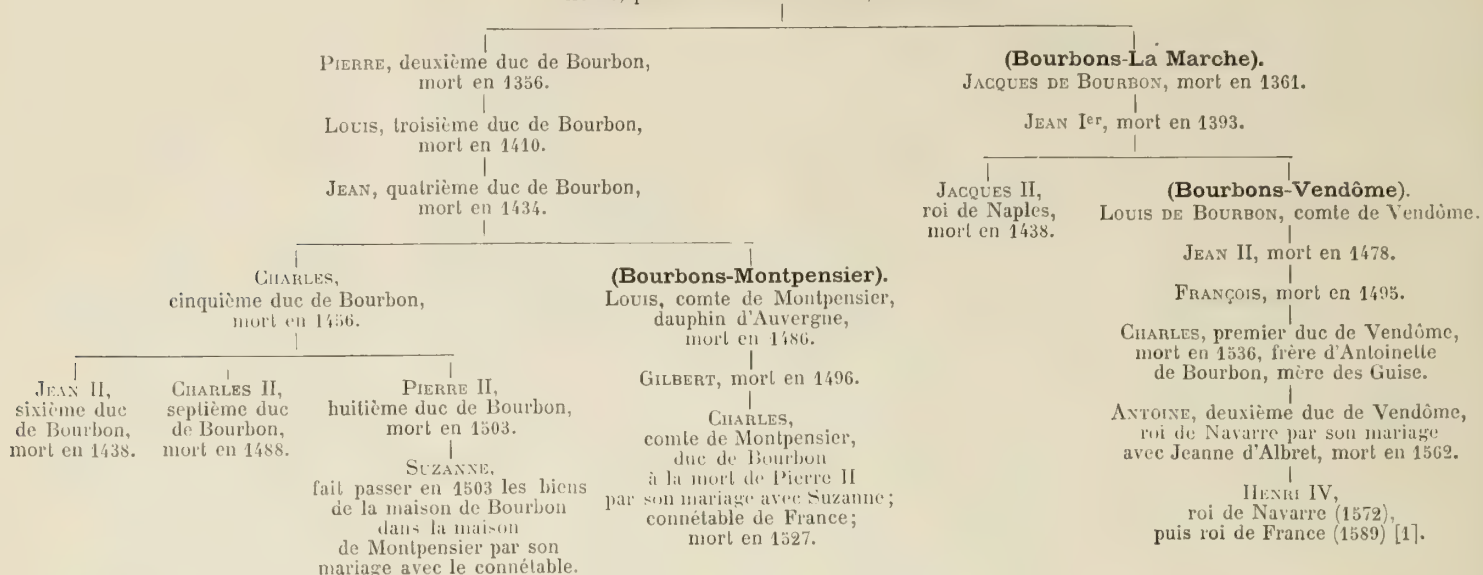 PIERRE, deuxième duc de Bourbon,
mort en 1356.
LOUIS, troisième duc de Bourbon,
mort en 1410.
JEAN, quatrième duc de Bourbon,
mort en 1434.
CHARLES,
cinquième duc de Bourbon,
mort en 1456.
JEAN II,
sixième duc
de Bourbon,
mort en 1438.
CHARLES II,
septième duc
de Bourbon,
mort en 1488.
PIERRE II,
huitième duc de Bourbon,
mort en 1503.
SUZANNE,
fait passer en 1503 les biens
de la maison de Bourbon
dans la maison
de Montpensier par son
mariage avec le connétable.
(Bourbons-Montpensier).
LOUIS, comte de Montpensier,
dauphin d'Auvergne,
mort en 1486.
GILBERT, mort en 1496.
CHARLES,
comte de Montpensier,
duc de Bourbon
à la mort de Pierre II
par son mariage avec Suzanne;
connétable de France;
mort en 1527.
(Bourbons-La Marche).
JACQUES DE BOURBON, mort en 1361.
JEAN Ier, mort en 1393.
JACQUES II,
roi de Naples,
mort en 1438.
(Bourbons-Vendôme).
LOUIS DE BOURBON, comte de Vendôme.
JEAN II, mort en 1478.
FRANÇOIS, mort en 1495.
CHARLES, premier duc de Vendôme,
mort en 1536, frère d'Antoinette
de Bourbon, mère des Guise.
ANTOINE, deuxième duc de Vendôme,
roi de Navarre par son mariage
avec Jeanne d'Albret, mort en 1562.
HENRI IV,
roi de Navarre (1572),
puis roi de France (1589) [1].